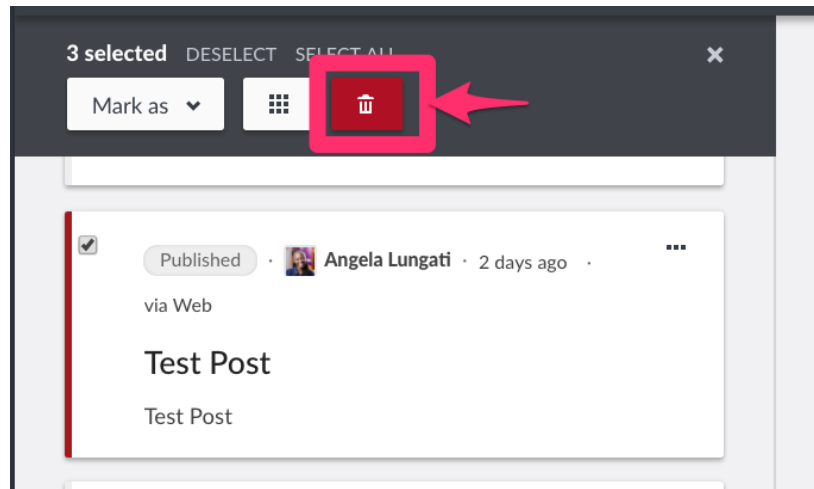 3 selected DESELECT SELECT ALL
Mark as
Published · Angela Lungati · 2 days ago ·
via Web
Test Post
Test Post